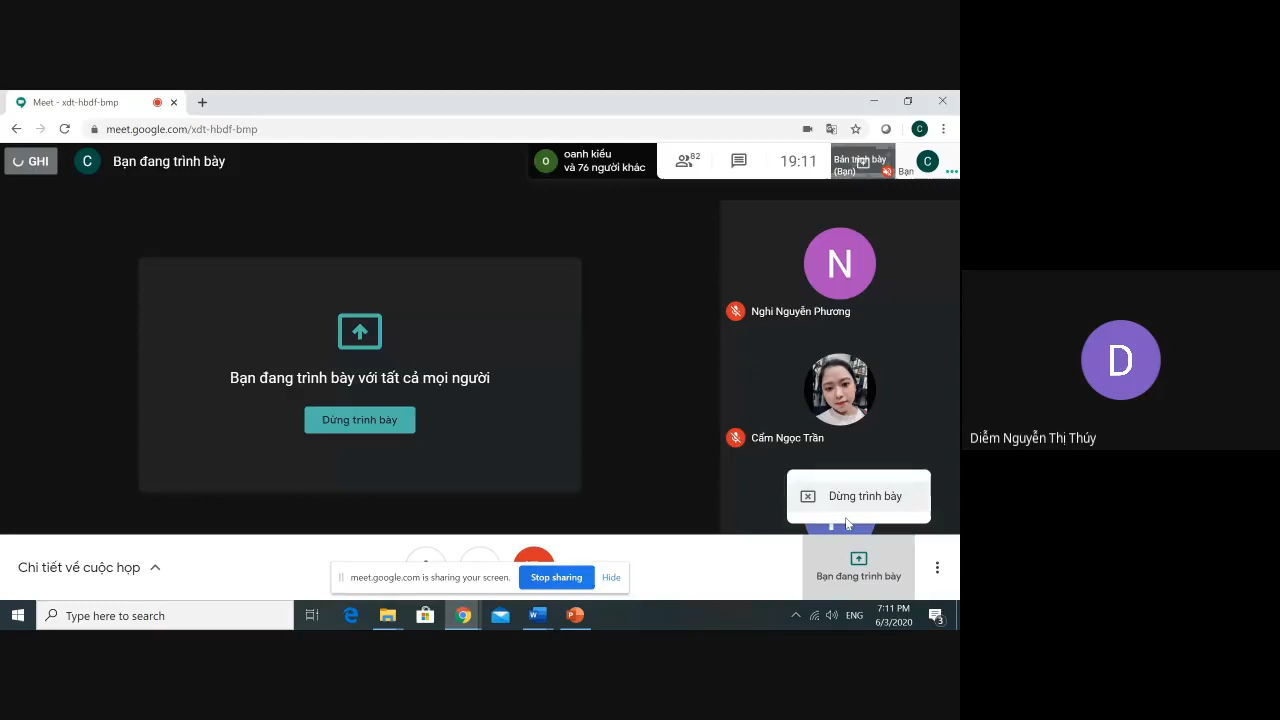 Meet - xdt-hbdf-bmp
meet.google.com/xdt-hbdf-bmp
C
GHI
C
Bạn đang trình bày
O
oanh kiều
và 76 người khác
82
19:11
Bản trình bày
(Bạn)
Bạn
C
N
Nghi Nguyễn Phương
Bạn đang trình bày với tất cả mọi người
Dừng trình bày
Cẩm Ngọc Trần
D
Diễm Nguyễn Thị Thúy
Dừng trình bày
Chi tiết về cuộc họp
meet.google.com is sharing your screen.
Stop sharing
Hide
Bạn đang trình bày
Type here to search
ENG
7:11 PM
6/3/2020
3